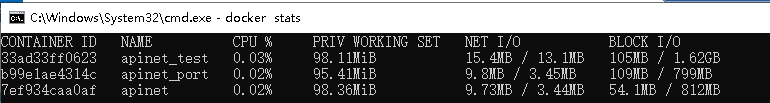 C:\Windows\System32\cmd.exe - docker stats
CONTAINER ID NAME CPU % PRIV WORKING SET NET I/O BLOCK I/O
33ad33ff0623 apinet_test 0.03% 98.11MiB 15.4MB / 13.1MB 105MB / 1.62GB
b99e1ae4314c apinet_port 0.02% 95.41MiB 9.8MB / 3.45MB 109MB / 799MB
7ef934caa0af apinet 0.02% 98.36MiB 9.73MB / 3.44MB 54.1MB / 812MB